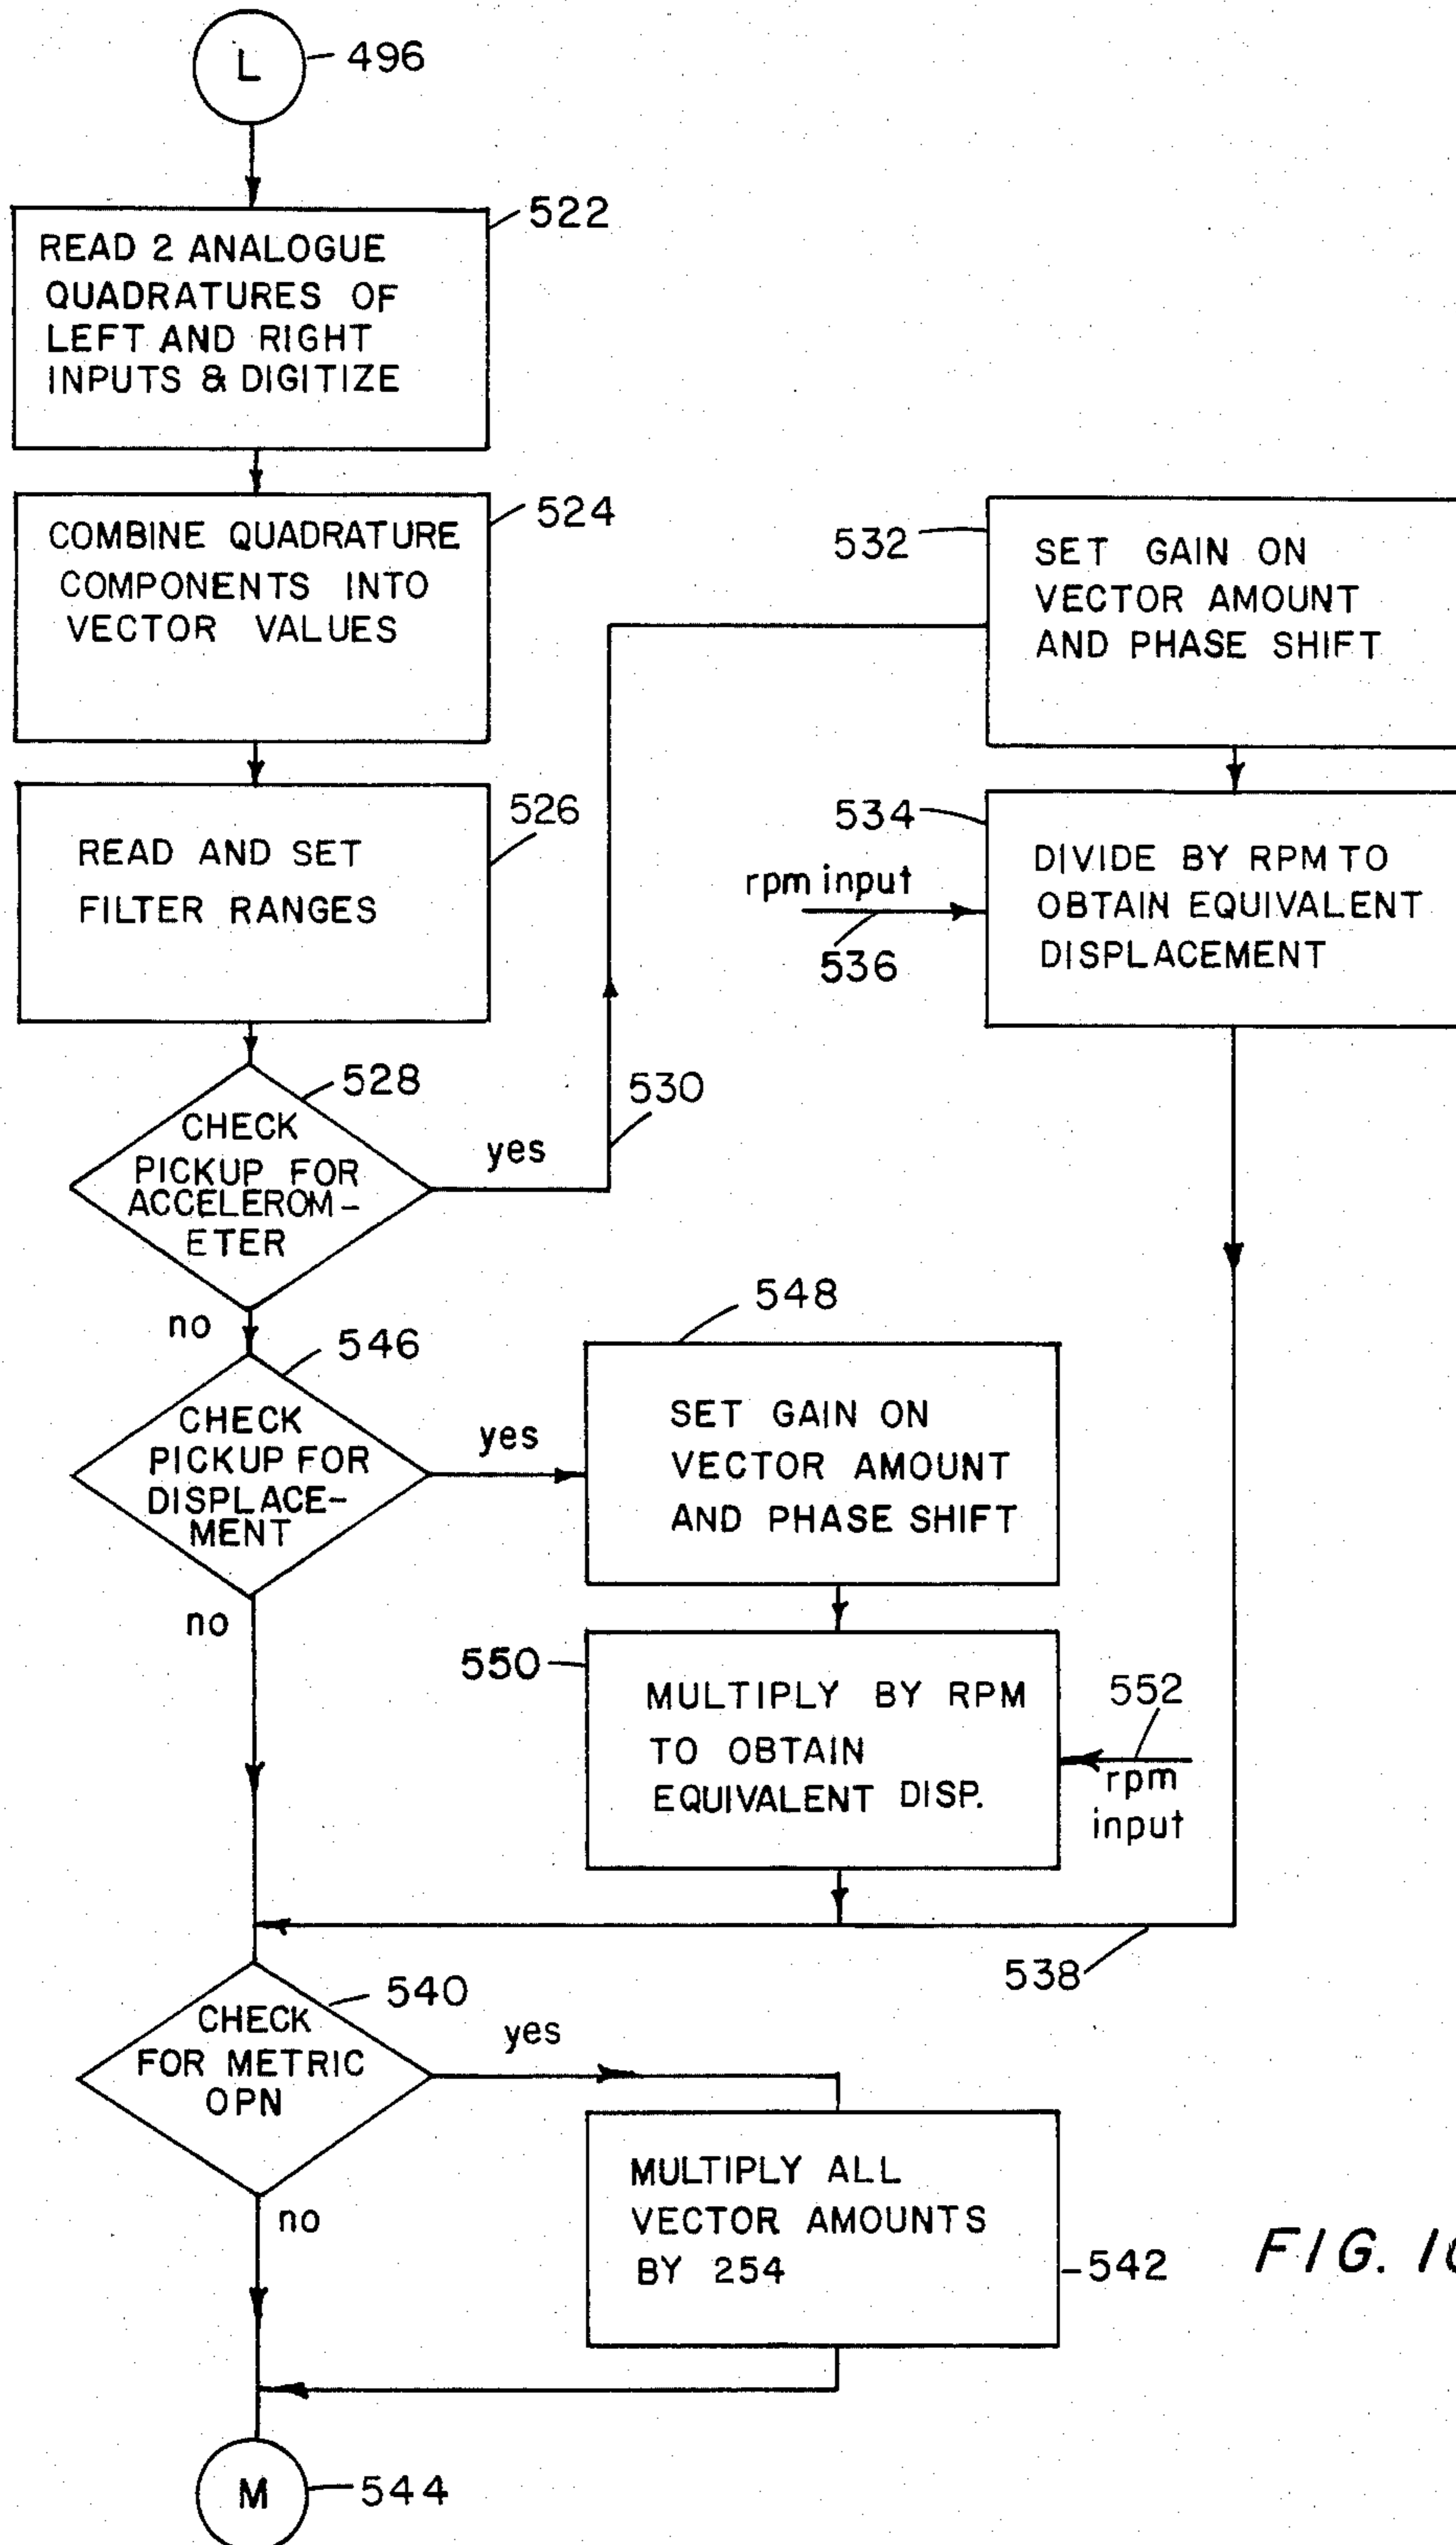 L
496
522
READ 2 ANALOGUE
QUADRATURES OF
LEFT AND RIGHT
INPUTS & DIGITIZE
524
COMBINE QUADRATURE
COMPONENTS INTO
VECTOR VALUES
532
SET GAIN ON
VECTOR AMOUNT
AND PHASE SHIFT
526
READ AND SET
FILTER RANGES
534
rpm input
536
DIVIDE BY RPM TO
OBTAIN EQUIVALENT
DISPLACEMENT
528
CHECK
PICKUP FOR
ACCELEROM-
ETER
yes
530
no
546
CHECK
PICKUP FOR
DISPLACE-
MENT
yes
548
SET GAIN ON
VECTOR AMOUNT
AND PHASE SHIFT
no
550
MULTIPLY BY RPM
TO OBTAIN
EQUIVALENT DISP.
552
rpm
input
538
540
CHECK
FOR METRIC
OPN
yes
MULTIPLY ALL
VECTOR AMOUNTS
BY 254
542
no
FIG.
M
544